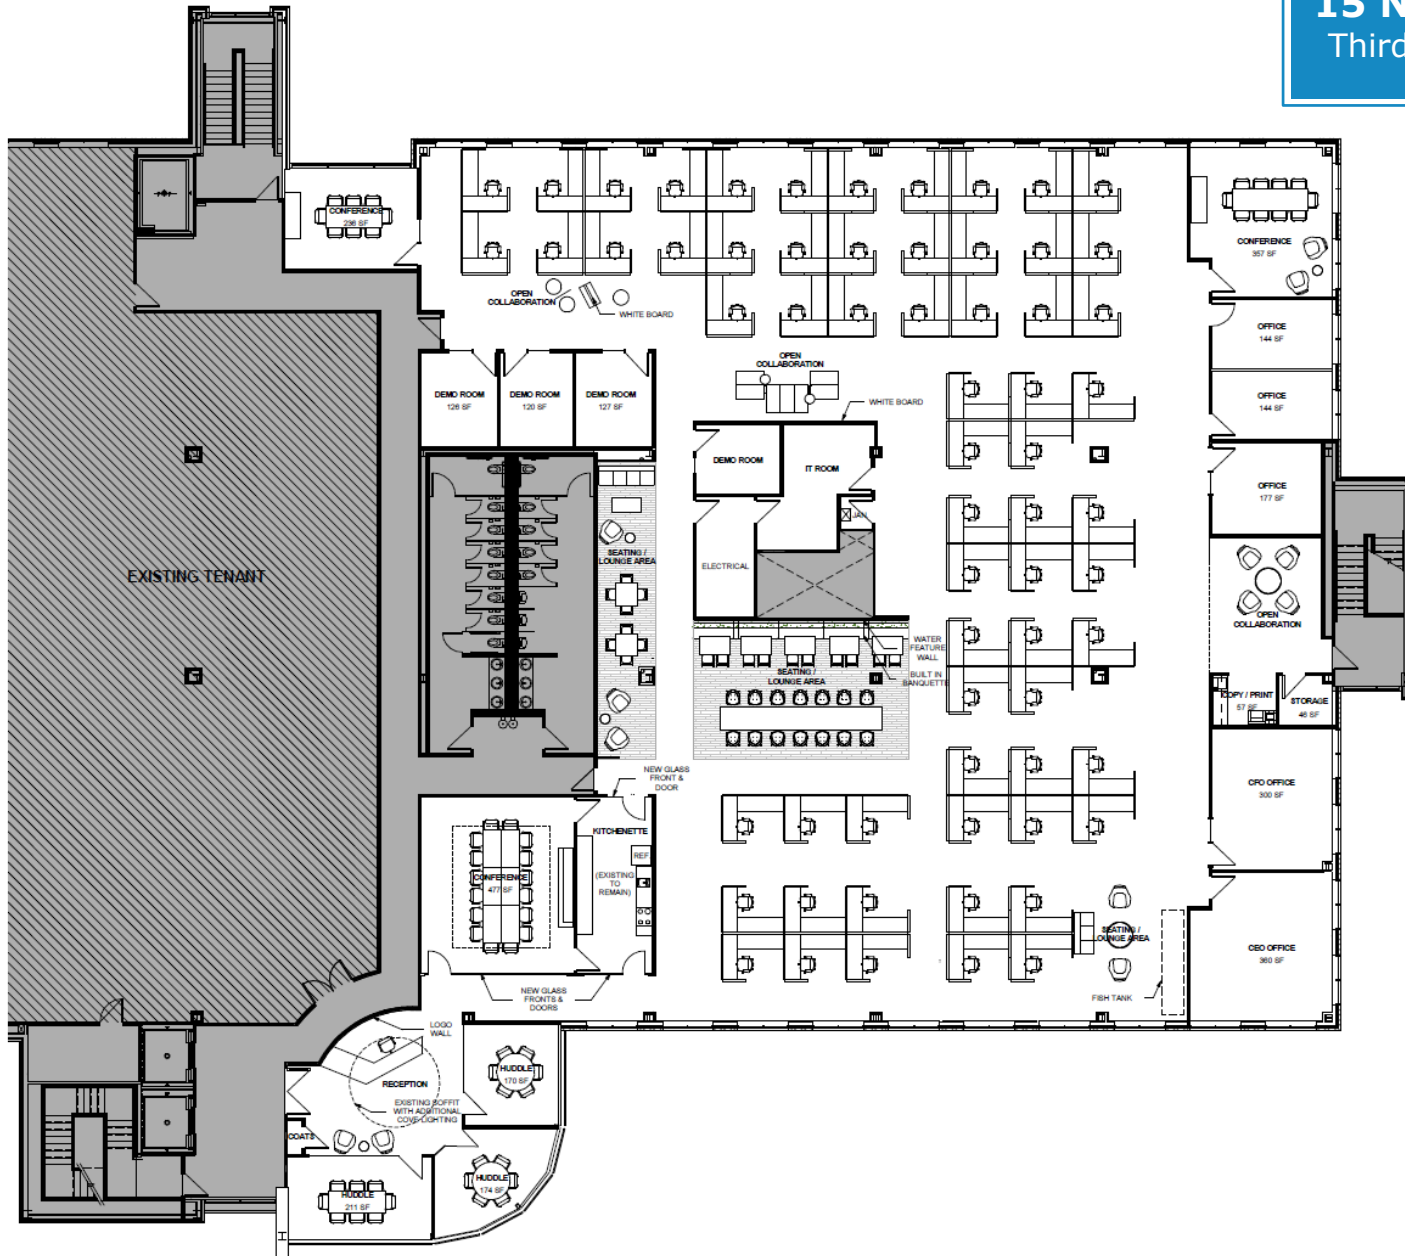 15 N
Third
CONFERENCE
236 SF
OPEN
COLLABORATION
WHITE BOARD
CONFERENCE
357 SF
OFFICE
144 SF
OFFICE
144 SF
OFFICE
177 SF
OPEN
COLLABORATION
WHITE BOARD
DEMO ROOM
126 SF
DEMO ROOM
120 SF
DEMO ROOM
127 SF
DEMO ROOM
IT ROOM
JAN
ELECTRICAL
SEATING /
LOUNGE AREA
EXISTING TENANT
OPEN
COLLABORATION
WATER
FEATURE
WALL
BUILT IN
BANQUETTE
SEATING /
LOUNGE AREA
COPY / PRINT
57 SF
STORAGE
46 SF
NEW GLASS
FRONT &
DOOR
CFO OFFICE
300 SF
KITCHENETTE
REF
(EXISTING
TO
REMAIN)
CONFERENCE
477 SF
SEATING /
LOUNGE AREA
CEO OFFICE
360 SF
FISH TANK
NEW GLASS
FRONTS &
DOORS
LOGO
WALL
RECEPTION
EXISTING SOFFIT
WITH ADDITIONAL
COVE LIGHTING
HUDDLE
170 SF
COATS
HUDDLE
174 SF
HUDDLE
211 SF